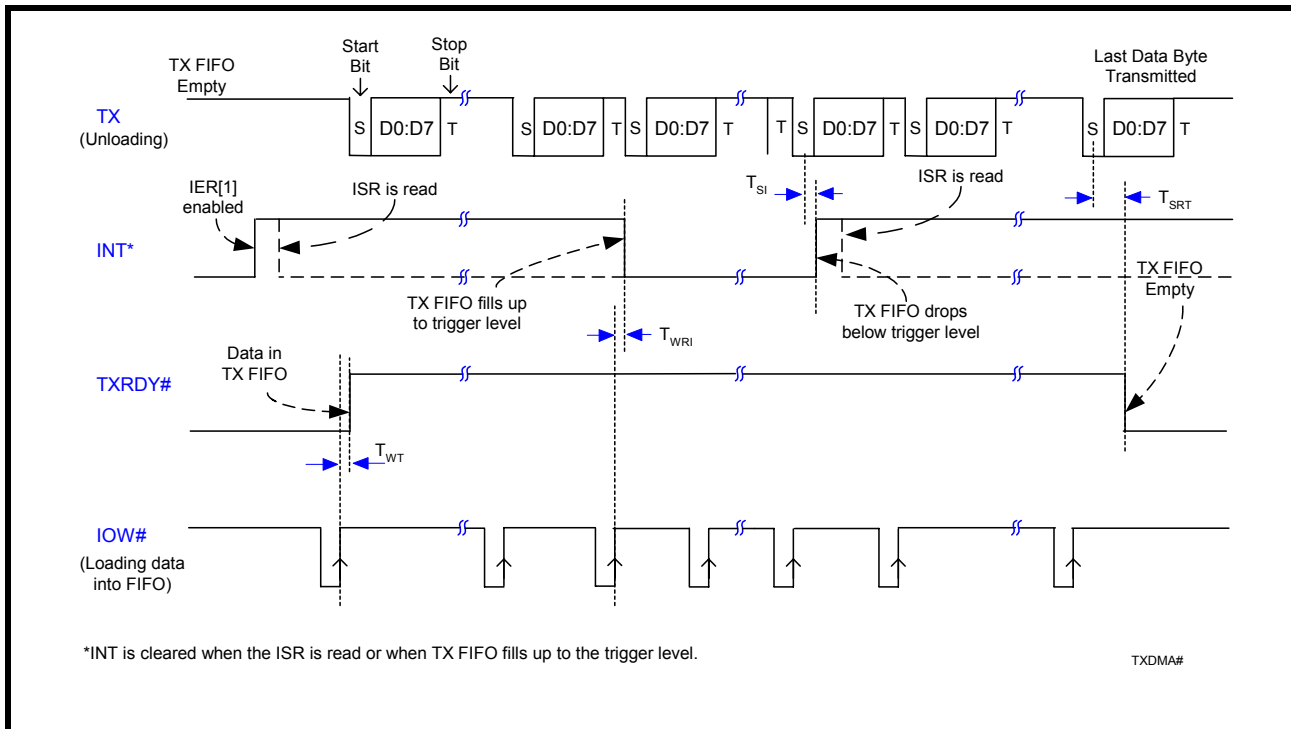 TX FIFO
Empty
Start
Bit
Stop
Bit
Last Data Byte
Transmitted
TX
(Unloading)
S D0:D7 T S D0:D7 T S D0:D7 T T S D0:D7 T S D0:D7 T S D0:D7 T
IER[1]
enabled
ISR is read
TSI
ISR is read
TSRT
INT*
TX FIFO fills up
to trigger level
TX FIFO drops
below trigger level
TX FIFO
Empty
TWRI
Data in
TX FIFO
TXRDY#
TWT
IOW#
(Loading data
into FIFO)
*INT is cleared when the ISR is read or when TX FIFO fills up to the trigger level.
TXDMA#